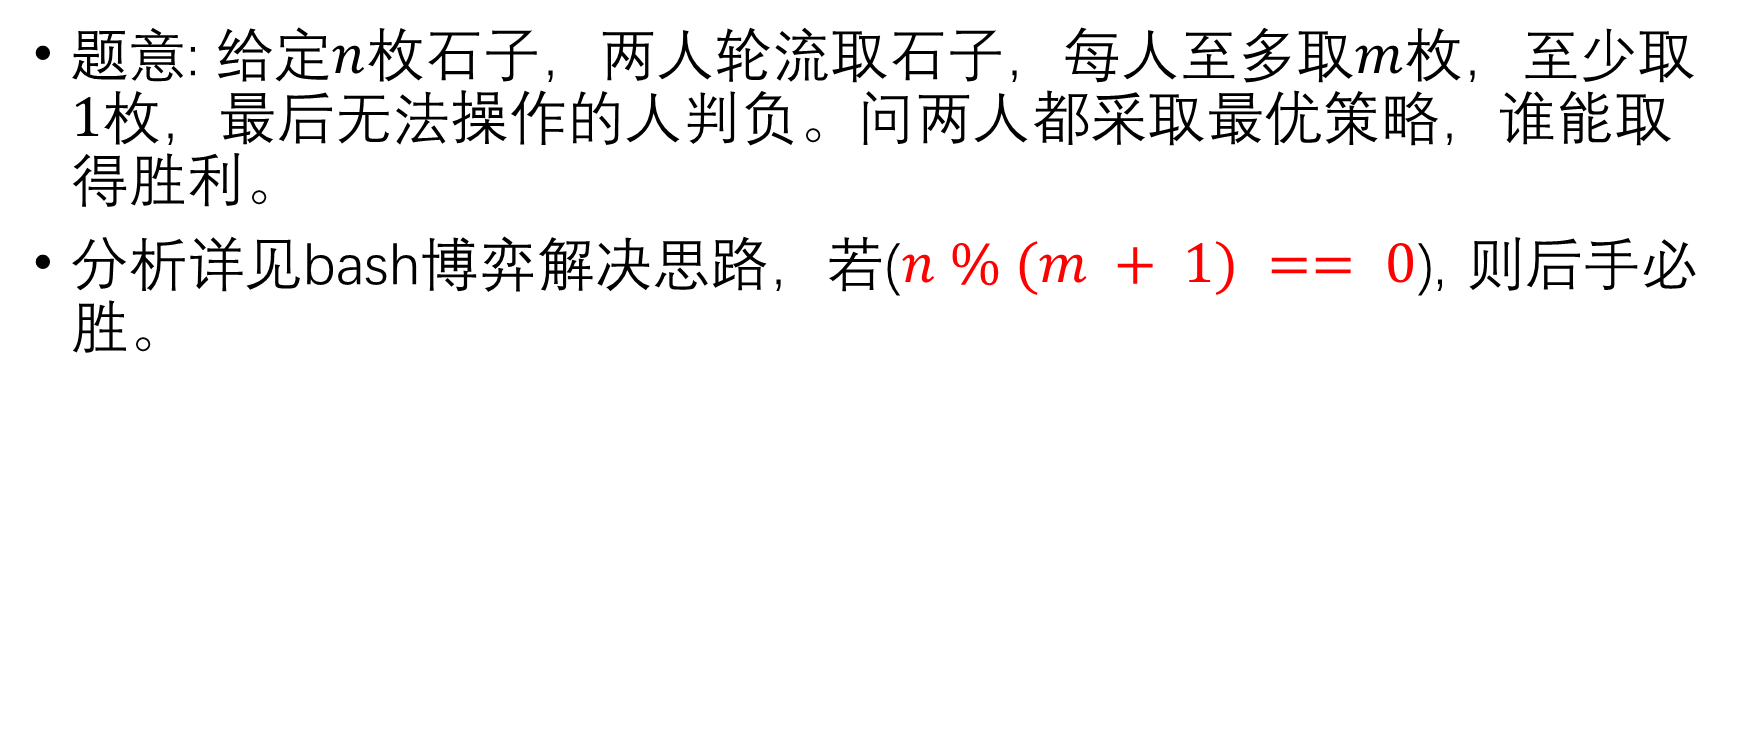 • 题意: 给定n枚石子，两人轮流取石子，每人至多取m枚，至少取
1枚，最后无法操作的人判负。问两人都采取最优策略，谁能取
得胜利。
• 分析详见bash博弈解决思路，若(n % (m + 1) == 0), 则后手必
胜。